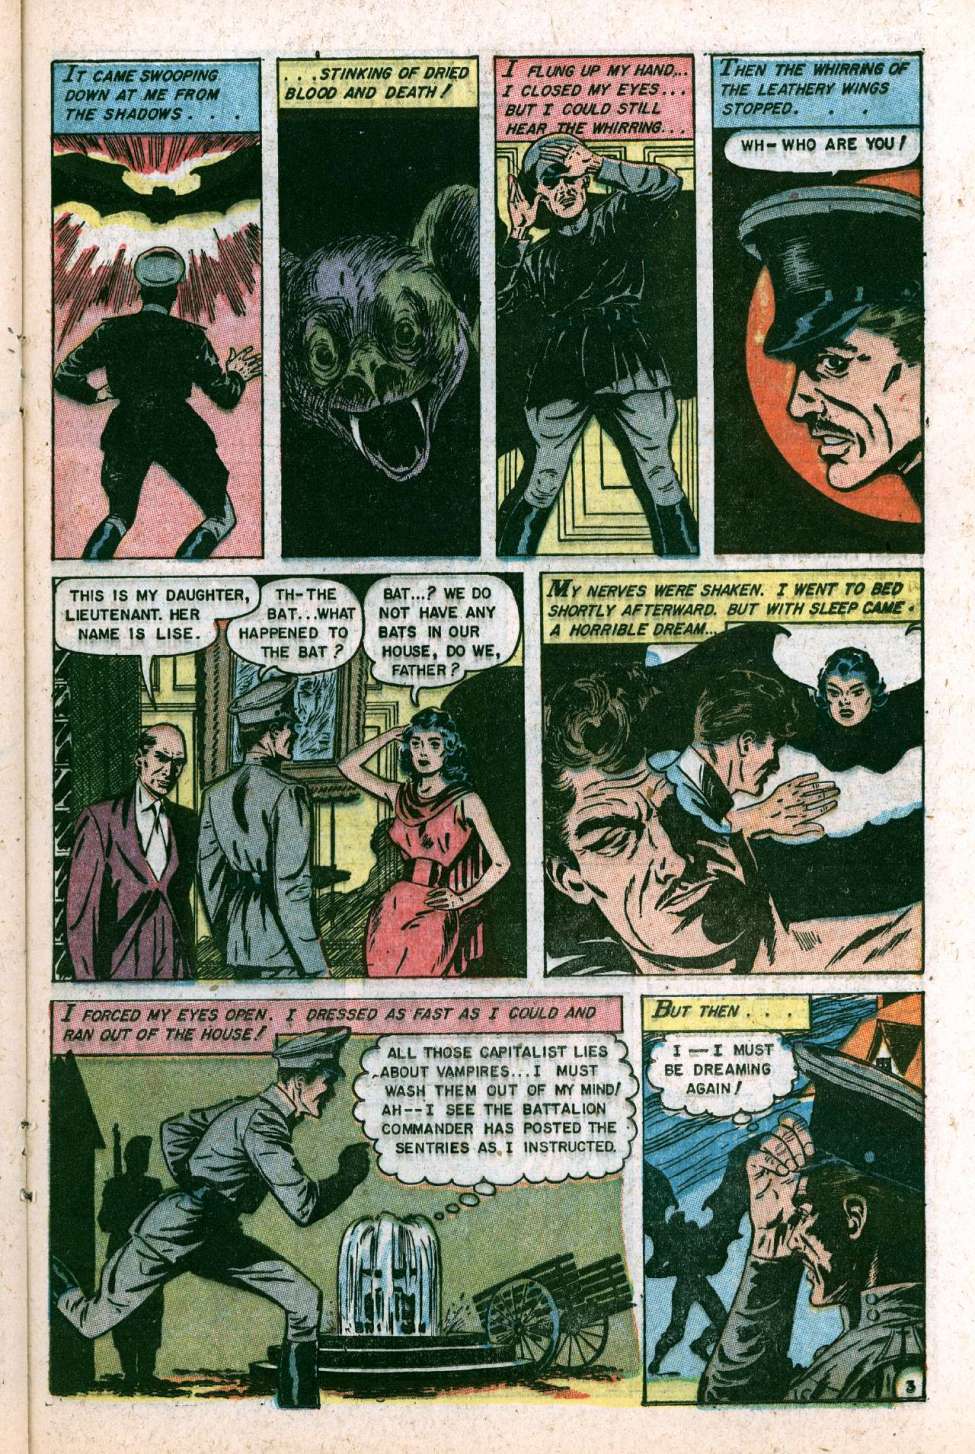 IT CAME SWOOPING
DOWN AT ME FROM
THE SHADOWS . . .
. . .STINKING OF DRIED
BLOOD AND DEATH!
I FLUNG UP MY HAND...
I CLOSED MY EYES...
BUT I COULD STILL
HEAR THE WHIRRING...
THEN THE WHIRRING OF
THE LEATHERY WINGS
STOPPED. . .
WH-WHO ARE YOU!
THIS IS MY DAUGHTER,
LIEUTENANT. HER
NAME IS LISE.
TH-THE
BAT...WHAT
HAPPENED TO
THE BAT?
BAT...? WE DO
NOT HAVE ANY
BATS IN OUR
HOUSE, DO WE,
FATHER?
MY NERVES WERE SHAKEN. I WENT TO BED
SHORTLY AFTERWARD. BUT WITH SLEEP CAME
A HORRIBLE DREAM...
I FORCED MY EYES OPEN. I DRESSED AS FAST AS I COULD AND
RAN OUT OF THE HOUSE!
ALL THOSE CAPITALIST LIES
ABOUT VAMPIRES...I MUST
WASH THEM OUT OF MY MIND!
AH--I SEE THE BATTALION
COMMANDER HAS POSTED THE
SENTRIES AS I INSTRUCTED.
BUT THEN . . .
I--I MUST
BE DREAMING
AGAIN!
3